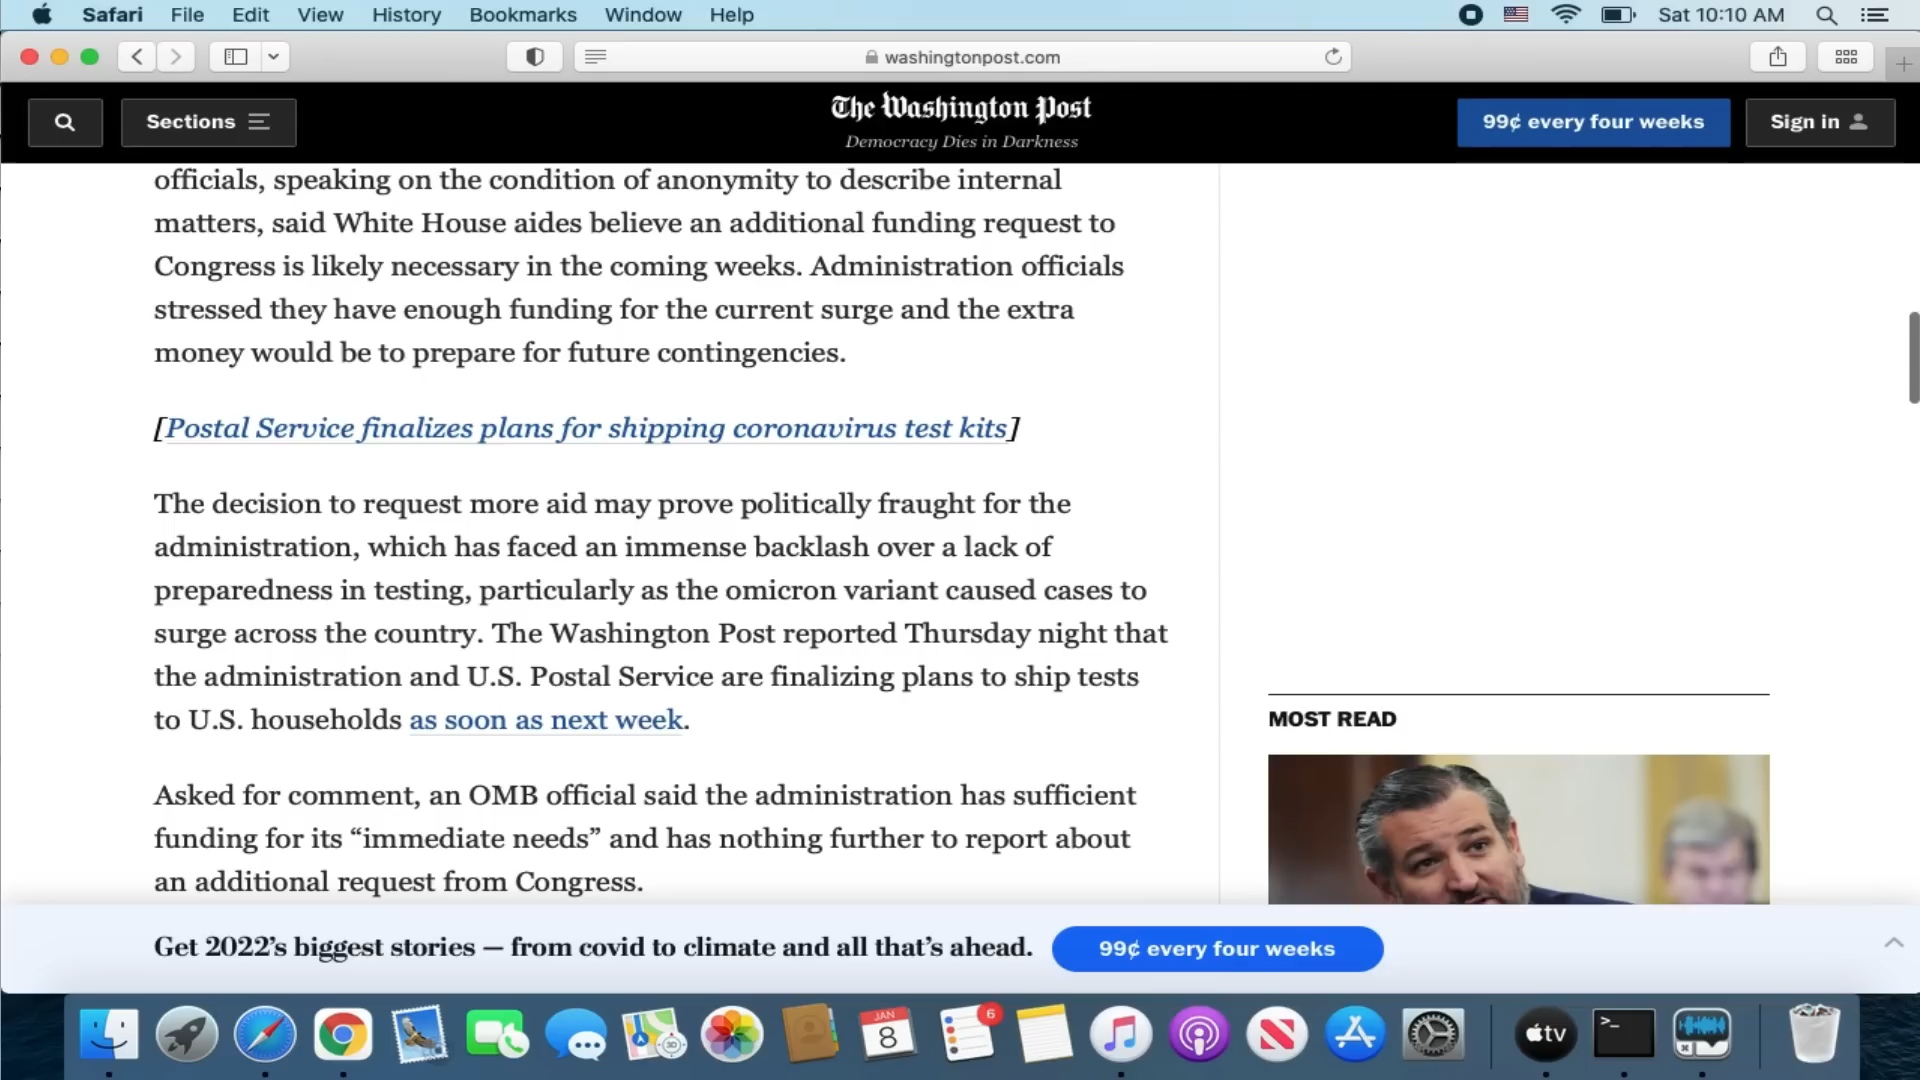 Safari File Edit View History Bookmarks Window Help
Sat 10:10 AM
washingtonpost.com
Sections
The Washington Post
Democracy Dies in Darkness
99¢ every four weeks
Sign in
officials, speaking on the condition of anonymity to describe internal
matters, said White House aides believe an additional funding request to
Congress is likely necessary in the coming weeks. Administration officials
stressed they have enough funding for the current surge and the extra
money would be to prepare for future contingencies.
[Postal Service finalizes plans for shipping coronavirus test kits]
The decision to request more aid may prove politically fraught for the
administration, which has faced an immense backlash over a lack of
preparedness in testing, particularly as the omicron variant caused cases to
surge across the country. The Washington Post reported Thursday night that
the administration and U.S. Postal Service are finalizing plans to ship tests
to U.S. households as soon as next week.
Asked for comment, an OMB official said the administration has sufficient
funding for its “immediate needs” and has nothing further to report about
an additional request from Congress.
MOST READ
Get 2022’s biggest stories — from covid to climate and all that’s ahead.
99¢ every four weeks
3D
JAN
8
6
tv
>_